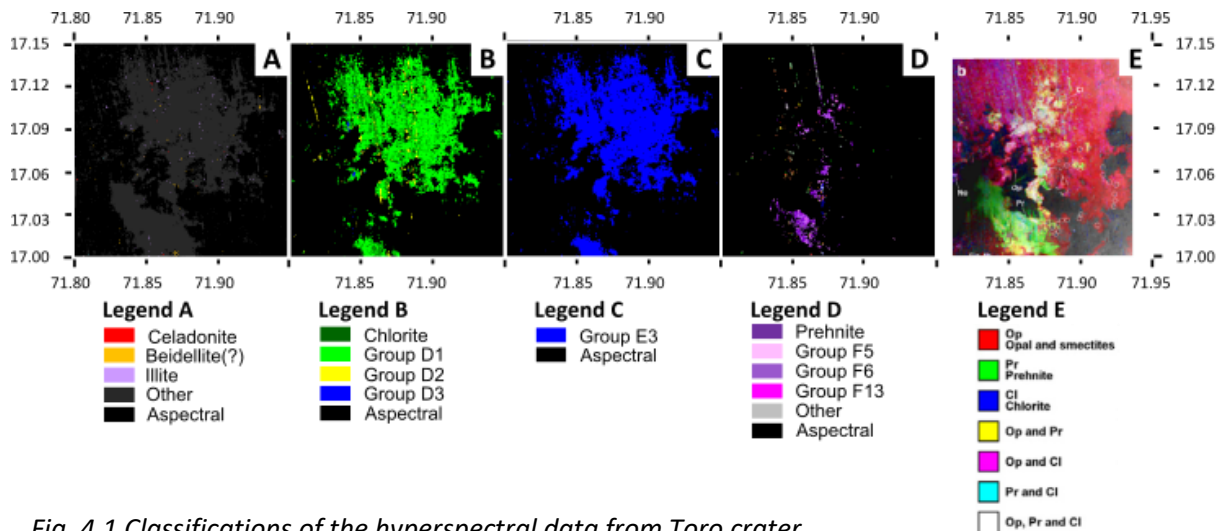 71.80 71.85 71.90 71.85 71.90 71.85 71.90 71.85 71.90 71.85 71.90 71.95
17.15 A B C D b E 17.15
17.12 Cl 17.12
17.09 17.09
17.06 Op 17.06
17.03 Pr 17.03
17.00 17.00
71.80 71.85 71.90 71.85 71.90 71.85 71.90 71.85 71.90 71.85 71.90 71.95
Legend A
Celadonite
Beidellite(?)
Illite
Other
Aspectral
Legend B
Chlorite
Group D1
Group D2
Group D3
Aspectral
Legend C
Group E3
Aspectral
Legend D
Prehnite
Group F5
Group F6
Group F13
Other
Aspectral
Legend E
Op
Opal and smectites
Pr
Prehnite
Cl
Chlorite
Op and Pr
Op and Cl
Pr and Cl
Op, Pr and Cl
Fig. 4.1 Classifications of the hyperspectral data from Toro crater